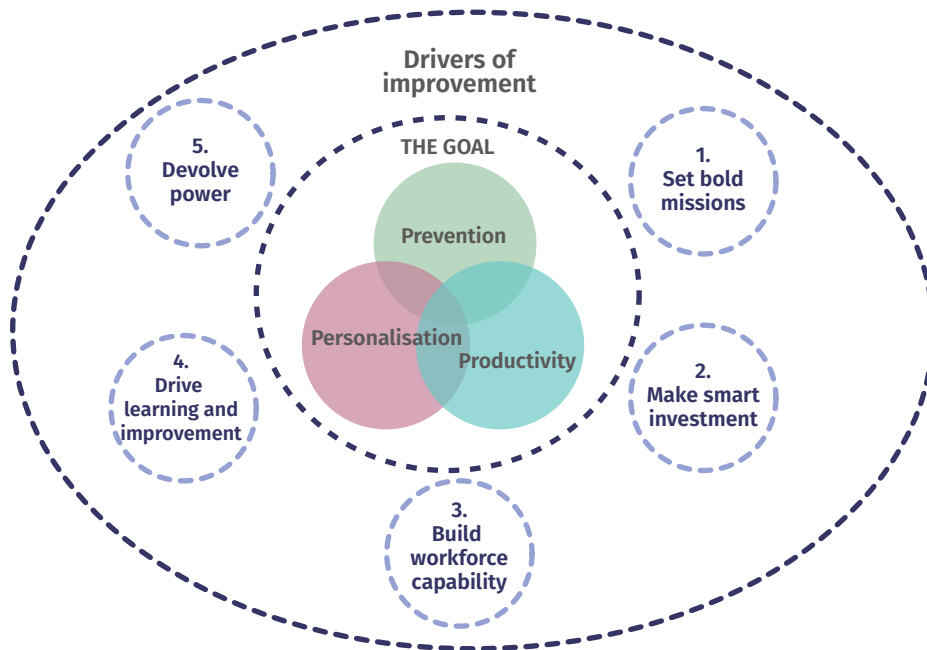 Drivers of
improvement
THE GOAL
Prevention
Personalisation
Productivity
1.
Set bold
missions
2.
Make smart
investment
3.
Build
workforce
capability
4.
Drive
learning and
improvement
5.
Devolve
power